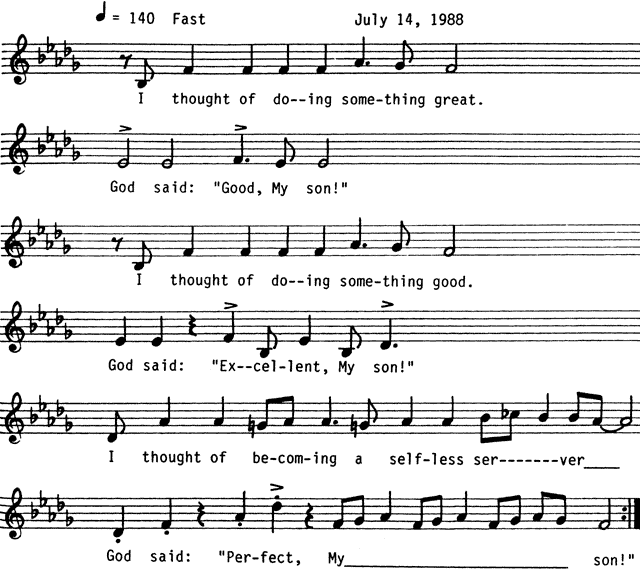 = 140 Fast July 14, 1988
I thought of do--ing some-thing great.
God said: "Good, My son!"
I thought of do--ing some-thing good.
God said: "Ex--cel-lent, My son!"
I thought of be-com-ing a self-less ser-------ver____
God said: "Per-fect, My_________________________ son!"